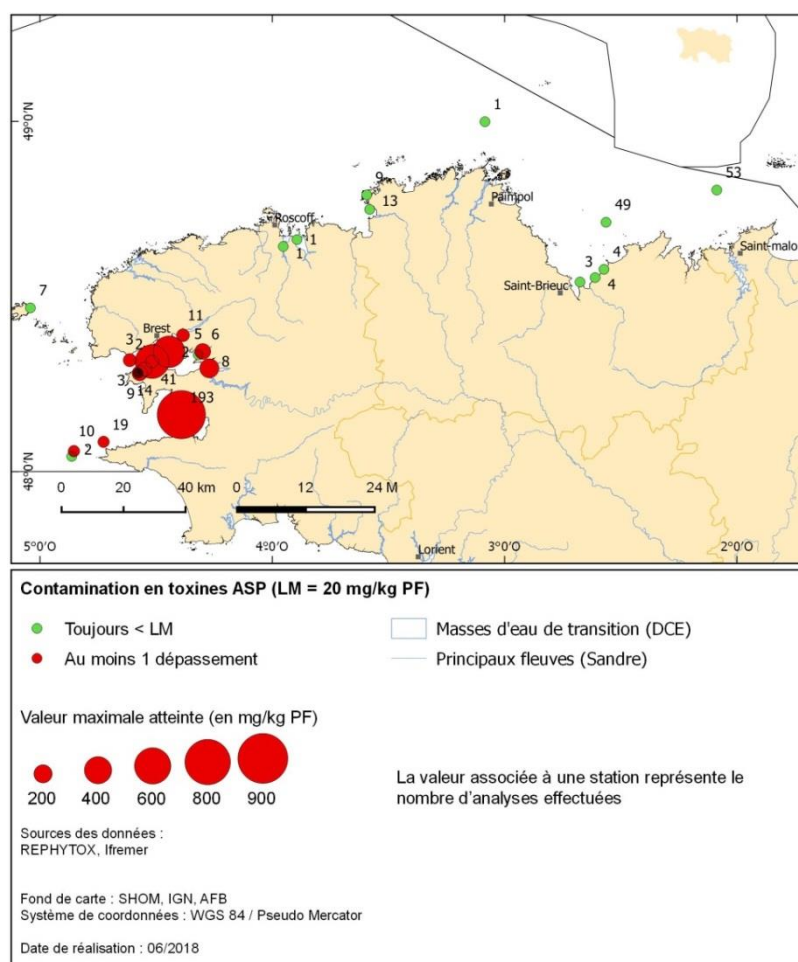 1
49°0'N
53
9
13
Paimpol
49
Roscoff
1
1
4
Saint-malo
3
4
Saint-Brieuc
7
11
Brest
5
6
3
2
2
8
3
41
9
14
193
19
10
2
48°0'N
0 20 40 km
0 12 24 M
Lorient
5°0
4°0
3°0
2°0
Contamination en toxines ASP (LM = 20 mg/kg PF)
Toujours < LM
Masses d'eau de transition (DCE)
Au moins 1 dépassement
Principaux fleuves (Sandre)
Valeur maximale atteinte (en mg/kg PF)
200 400 600 800 900
La valeur associée à une station représente le
nombre d'analyses effectuées
Sources des données :
REPHYTOX, Ifremer
Fond de carte : SHOM, IGN, AFB
Système de coordonnées : WGS 84 / Pseudo Mercator
Date de réalisation : 06/2018